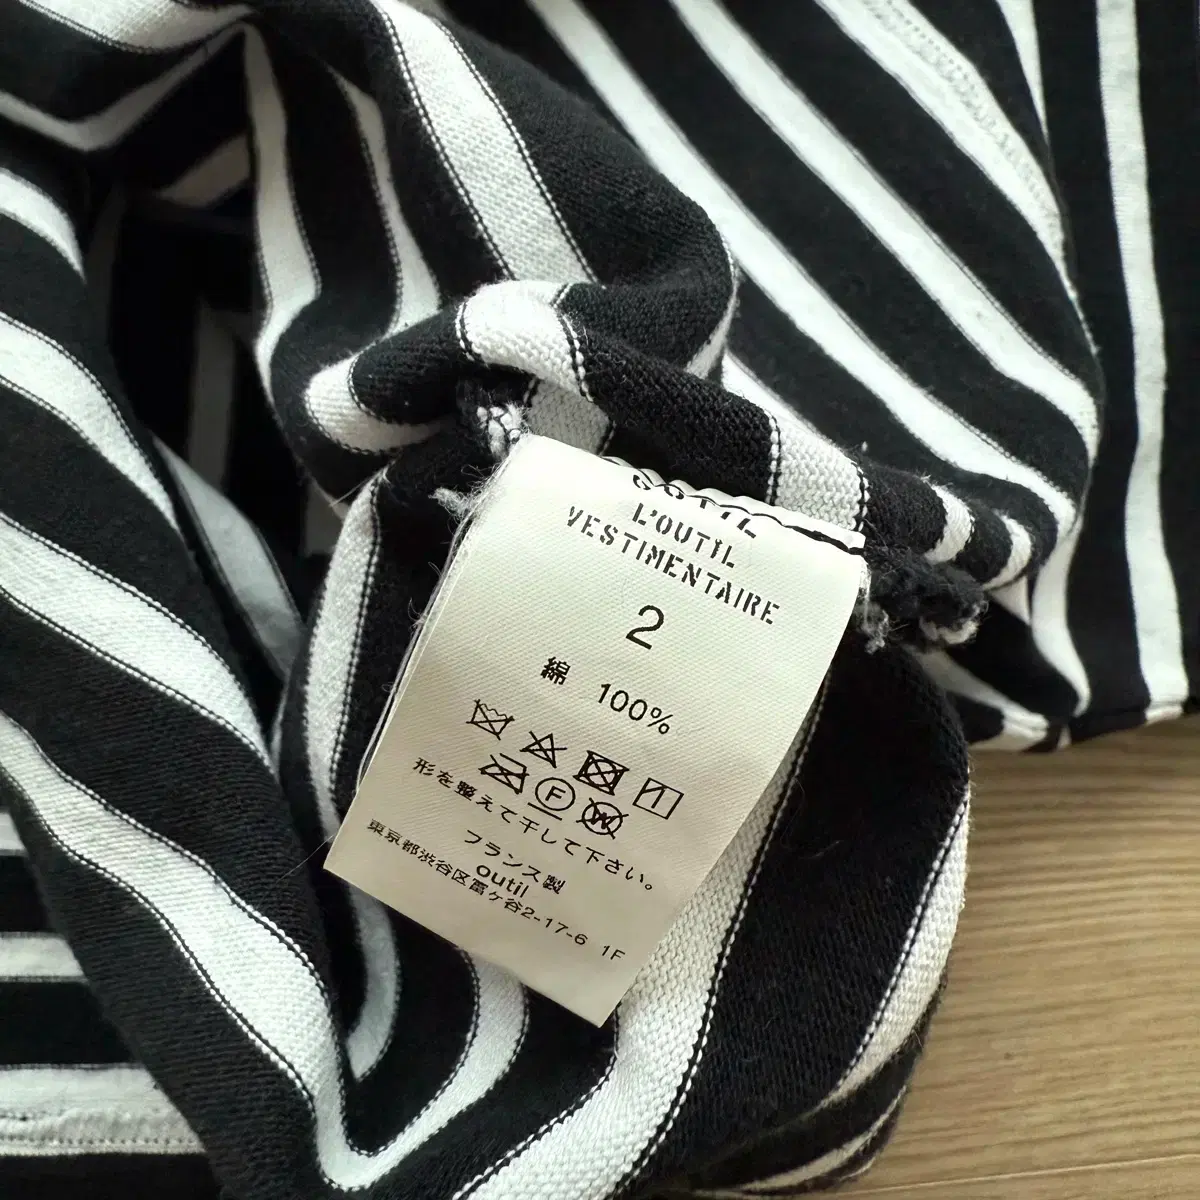 OUTIL
L'OUTIL
VESTIMENTAIRE
2
綿 100%
F W
形を整えて干して下さい。
フランス製
outil
東京都渋谷区富ヶ谷2-17-6 1F